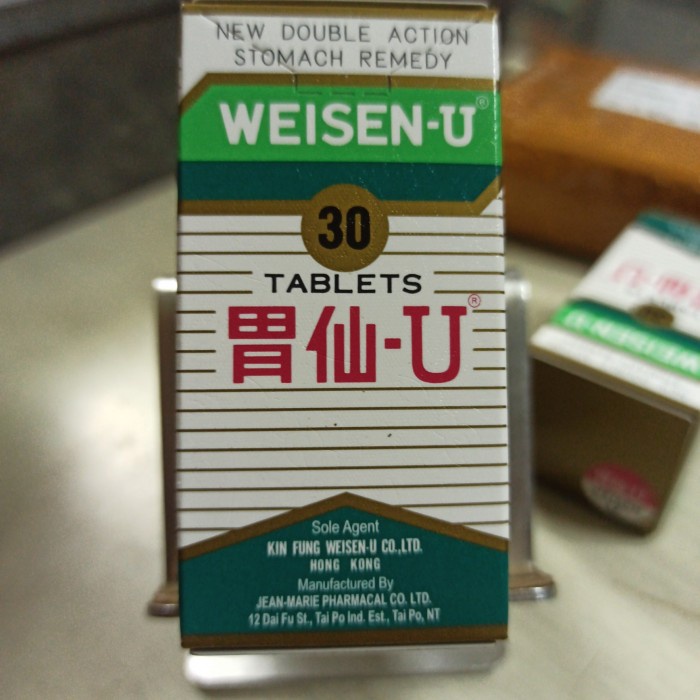 NEW DOUBLE ACTION
STOMACH REMEDY
WEISEN-U®
30
TABLETS
胃仙-U®
Sole Agent
KIN FUNG WEISEN-U CO.,LTD.
HONG KONG
Manufactured By
JEAN-MARIE PHARMACAL CO. LTD.
12 Dai Fu St., Tai Po Ind. Est., Tai Po, NT
WEISEN-U